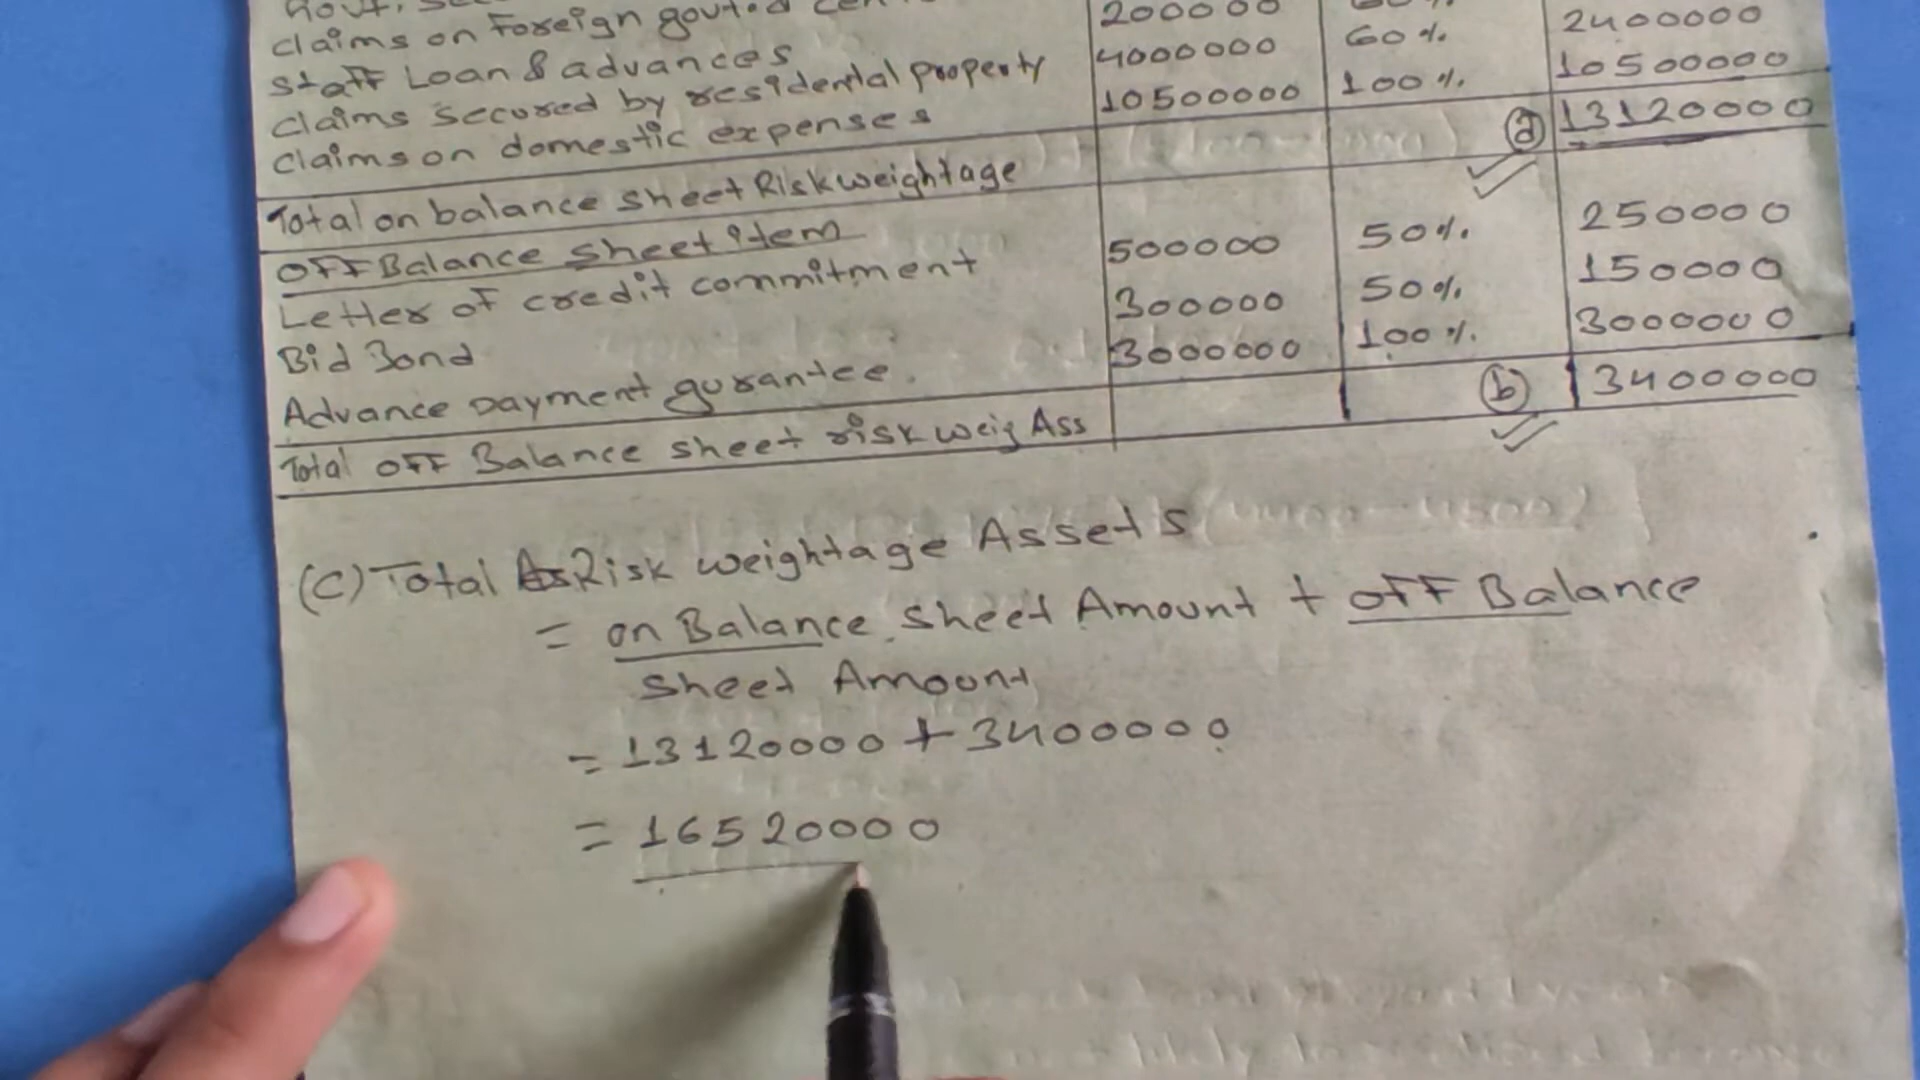 claims on Foreign gouted
200000
Staff Loan & advances 4000000 60% 2400000
claims secured by residental property 10500000 100% 10500000
claims on domestic expenses
Total on balance sheet Risk weightage (a) 13120000
OFF Balance sheet item
Letter of credit commitment 500000 50% 250000
Bid Bond 300000 50% 150000
Advance payment gurantee. 3000000 100% 3000000
Total OFF Balance sheet risk weig Ass (b) 3400000
(C) Total Risk weightage Assets
= on Balance sheet Amount + OFF Balance
sheet Amount
= 13120000 + 3400000
= 16520000